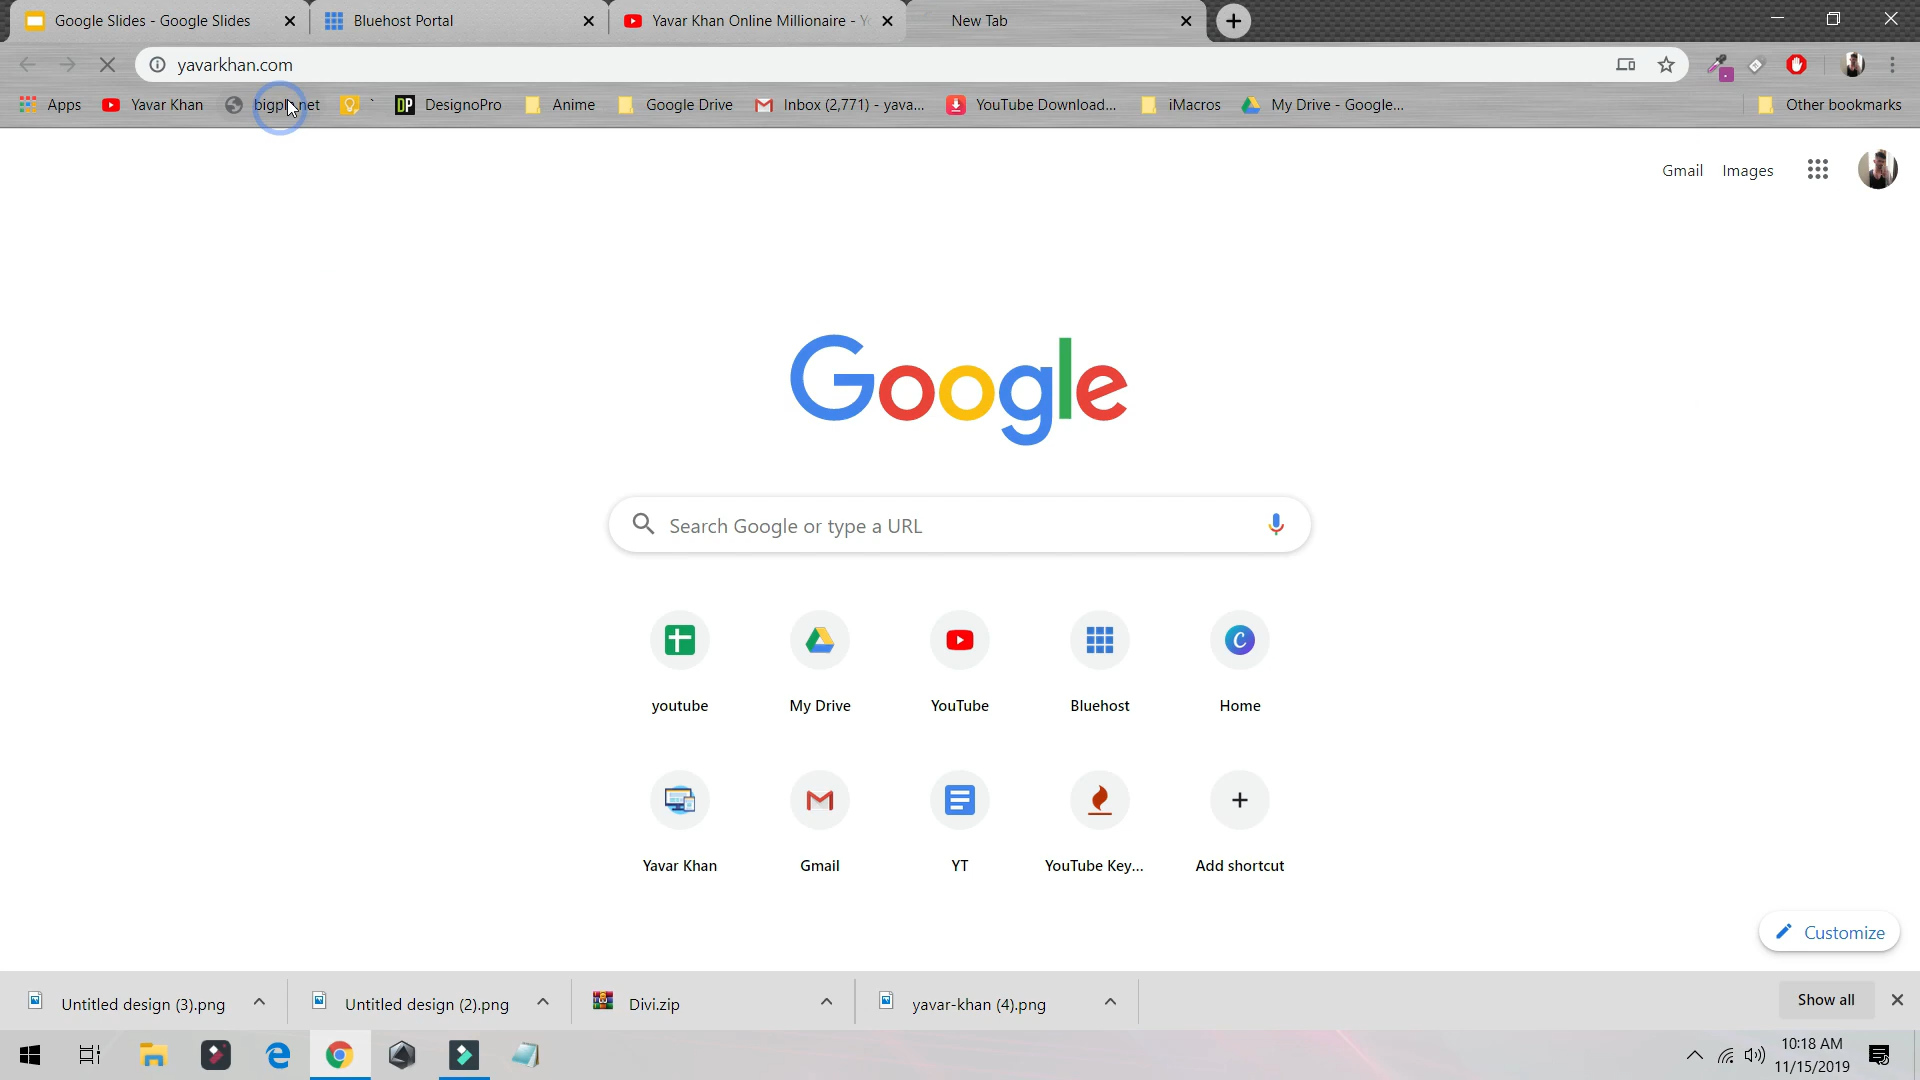 Google Slides - Google Slides
Bluehost Portal
Yavar Khan Online Millionaire -
New Tab
yavarkhan.com
Apps
Yavar Khan
DesignoPro
Anime
Google Drive
Inbox (2,771) - yava...
YouTube Download...
iMacros
My Drive - Google...
Other bookmarks
Gmail
Images
Google
Search Google or type a URL
youtube
My Drive
YouTube
Bluehost
Home
Yavar Khan
Gmail
YT
YouTube Key...
Add shortcut
Customize
Untitled design (3).png
Untitled design (2).png
Divi.zip
yavar-khan (4).png
Show all
10:18 AM
11/15/2019